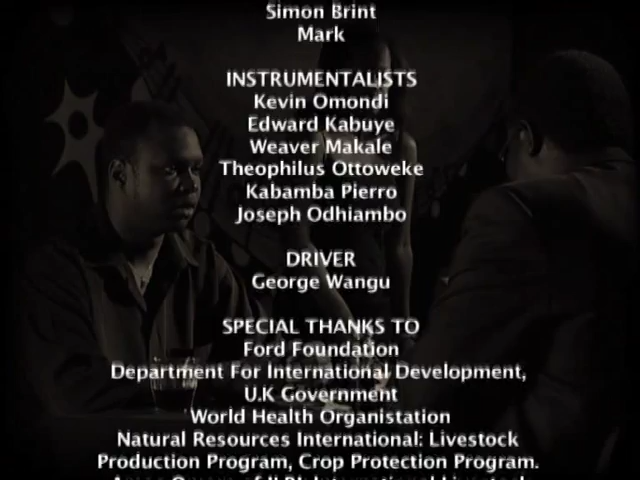 Simon Brint
Mark
INSTRUMENTALISTS
Kevin Omondi
Edward Kabuye
Weaver Makale
Theophilus Ottoweke
Kabamba Pierro
Joseph Odhiambo
DRIVER
George Wangu
SPECIAL THANKS TO
Ford Foundation
Department For International Development,
U.K Government
World Health Organistation
Natural Resources International: Livestock
Production Program, Crop Protection Program.